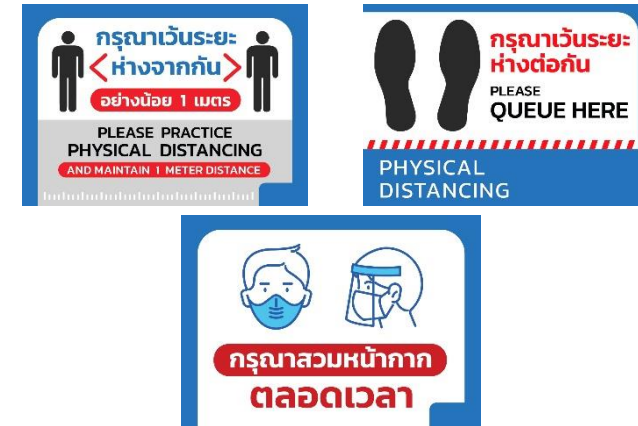 กรุณาเว้นระยะ
ห่างจากกัน
อย่างน้อย 1 เมตร
PLEASE PRACTICE
PHYSICAL DISTANCING
AND MAINTAIN 1 METER DISTANCE
กรุณาเว้นระยะ
ห่างต่อกัน
PLEASE
QUEUE HERE
PHYSICAL
DISTANCING
กรุณาสวมหน้ากาก
ตลอดเวลา